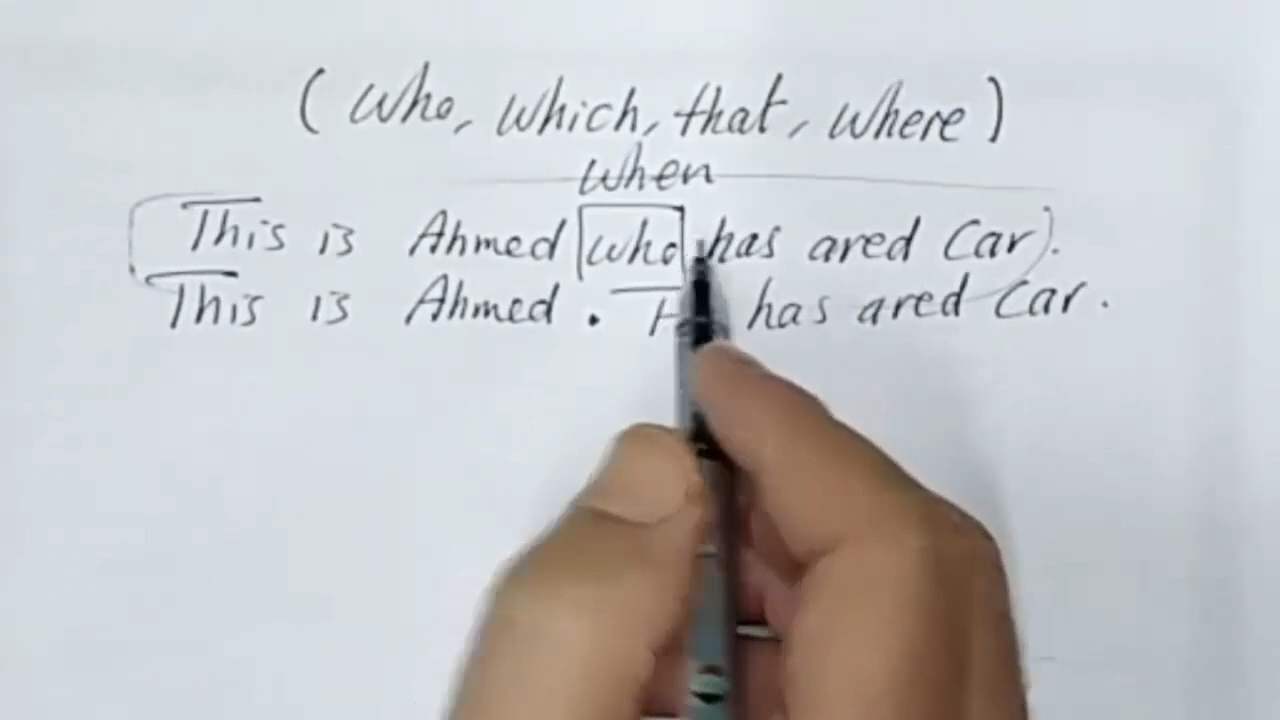 (who, which, that, where)
when
This is Ahmed who has ared Car).
This is Ahmed. has ared Car.